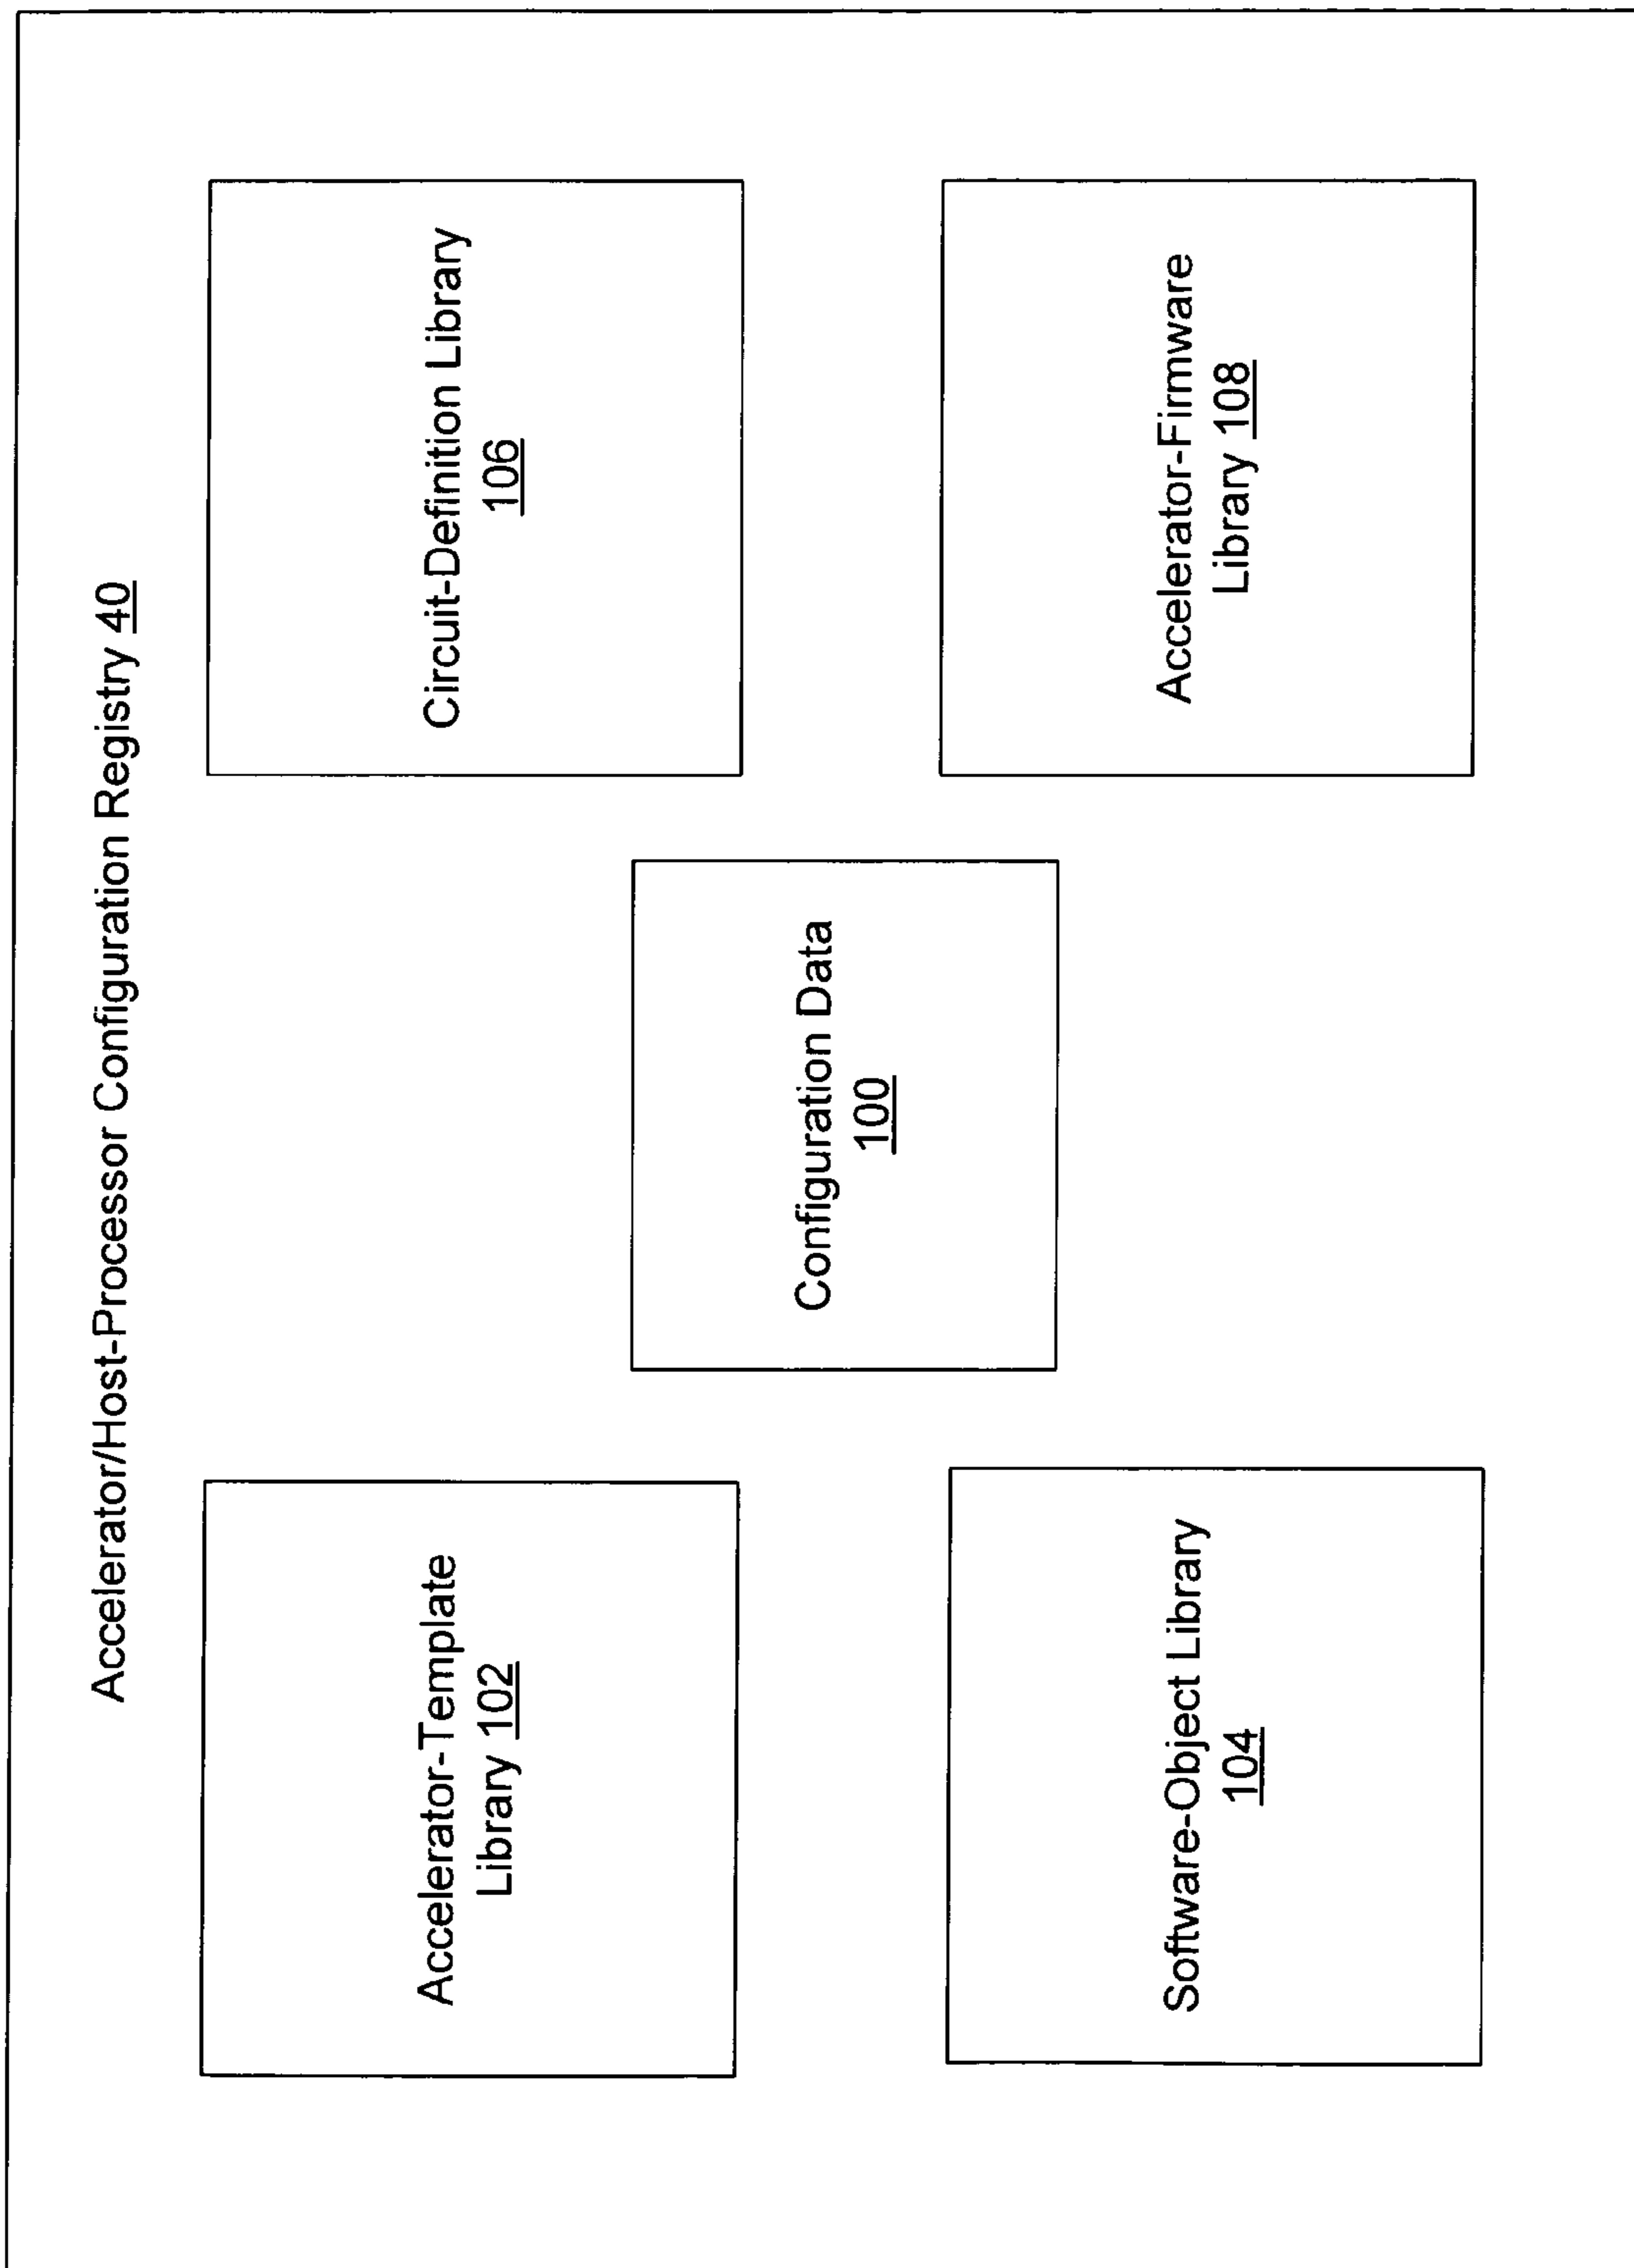 Accelerator/Host-Processor Configuration Registry 40
Accelerator-Template
Library 102
Circuit-Definition Library
106
Configuration Data
100
Software-Object Library
104
Accelerator-Firmware
Library 108